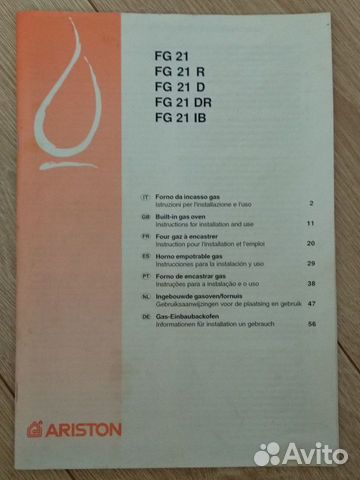 FG 21
FG 21 R
FG 21 D
FG 21 DR
FG 21 IB
IT Forno da incasso gas
Istruzioni per l'installazione e l'uso 2
GB Built-in gas oven
Instructions for installation and use 11
FR Four gaz à encastrer
Instruction pour l'installation et l'emploi 20
ES Horno empotrable gas
Instrucciones para la instalación y uso 29
PT Forno de encastrar gas
Instruções para a instalação e o uso 38
NL Ingebouwde gasoven/fornuis
Gebruiksaanwijzingen voor de plaatsing en gebruik 47
DE Gas-Einbaubackofen
Informationen für installation un gebrauch 56
ARISTON
Avito